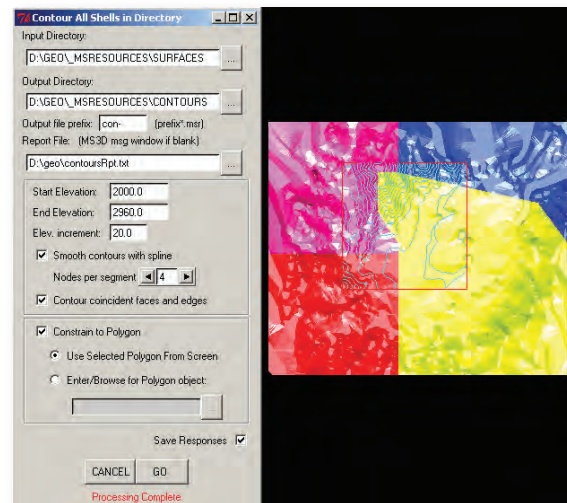 Contour All Shells in Directory
Input Directory:
D:\GEO\_MSRESOURCES\SURFACES
...
Output Directory:
D:\GEO\_MSRESOURCES\CONTOURS
...
Output file prefix: con- (prefix*.msr)
Report File: (MS3D msg window if blank)
D:\geo\contoursRpt.txt
...
Start Elevation: 2000.0
End Elevation: 2960.0
Elev. increment: 20.0
Smooth contours with spline
Nodes per segment 4
Contour coincident faces and edges
Constrain to Polygon
Use Selected Polygon From Screen
Enter/Browse for Polygon object:
Save Responses
CANCEL GO
Processing Complete